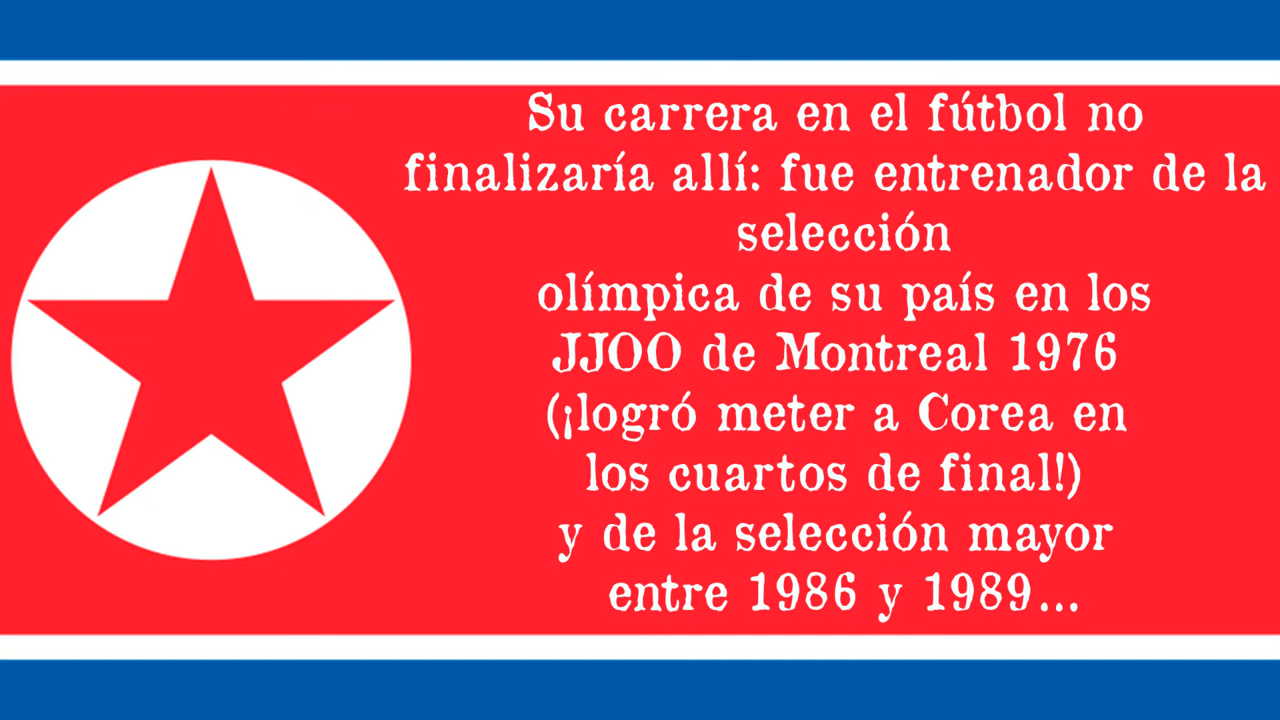 Su carrera en el fútbol no
finalizaría allí: fue entrenador de la
selección
olímpica de su país en los
JJOO de Montreal 1976
(¡logró meter a Corea en
los cuartos de final!)
y de la selección mayor
entre 1986 y 1989...